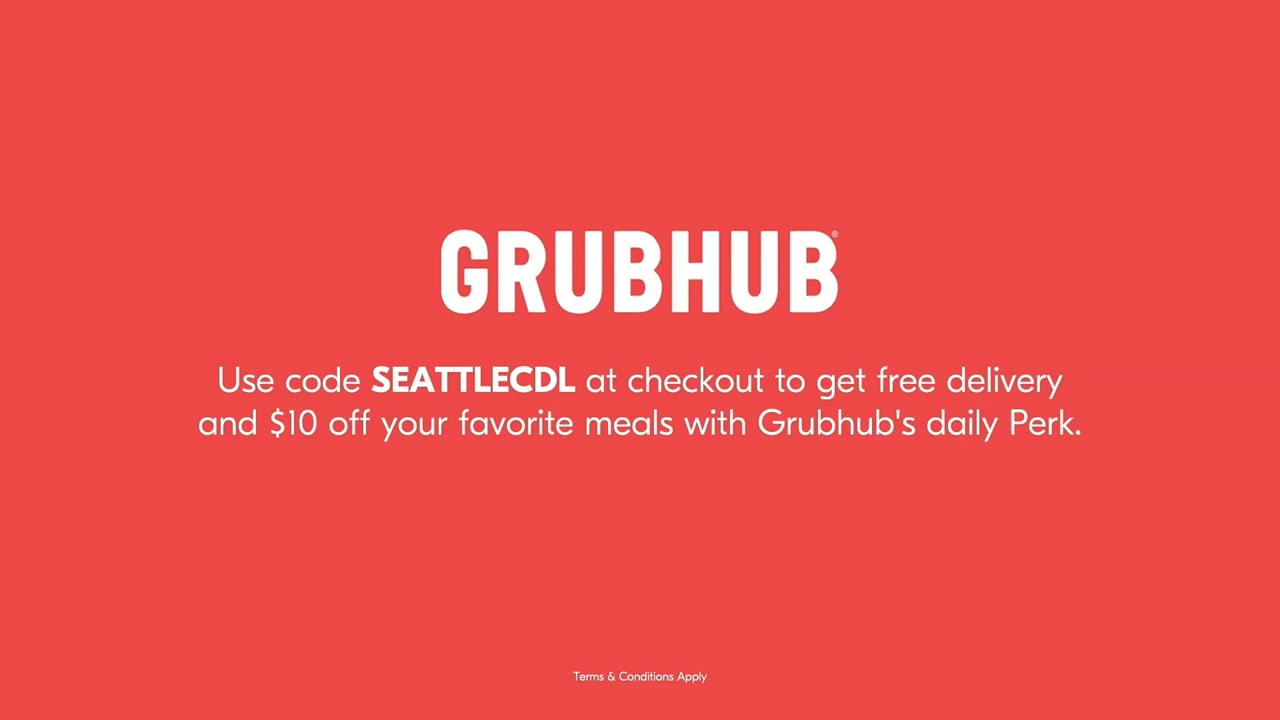 GRUBHUB®
Use code SEATTLECDL at checkout to get free delivery
and $10 off your favorite meals with Grubhub's daily Perk.
Terms & Conditions Apply